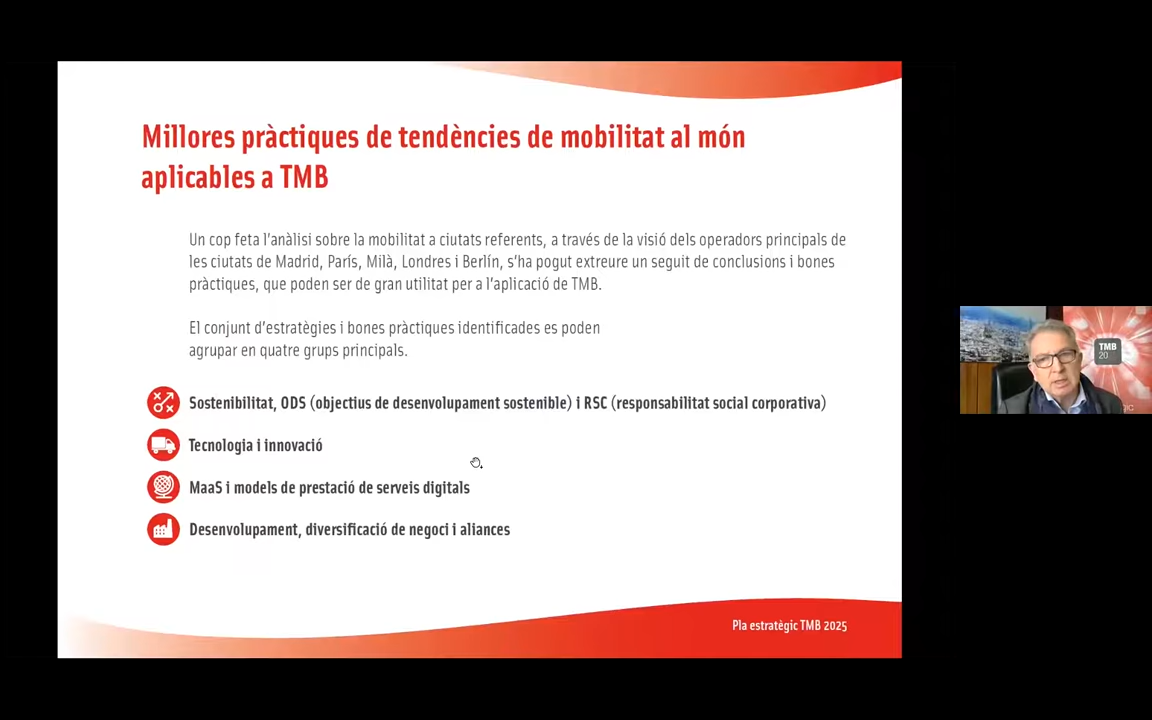 Millores pràctiques de tendències de mobilitat al món
aplicables a TMB
Un cop feta l'anàlisi sobre la mobilitat a ciutats referents, a través de la visió dels operadors principals de
les ciutats de Madrid, París, Milà, Londres i Berlín, s'ha pogut extreure un seguit de conclusions i bones
pràctiques, que poden ser de gran utilitat per a l'aplicació de TMB.
El conjunt d'estratègies i bones pràctiques identificades es poden
agrupar en quatre grups principals.
Sostenibilitat, ODS (objectius de desenvolupament sostenible) i RSC (responsabilitat social corporativa)
Tecnologia i innovació
MaaS i models de prestació de serveis digitals
Desenvolupament, diversificació de negoci i aliances
Pla estratègic TMB 2025
TMB
20